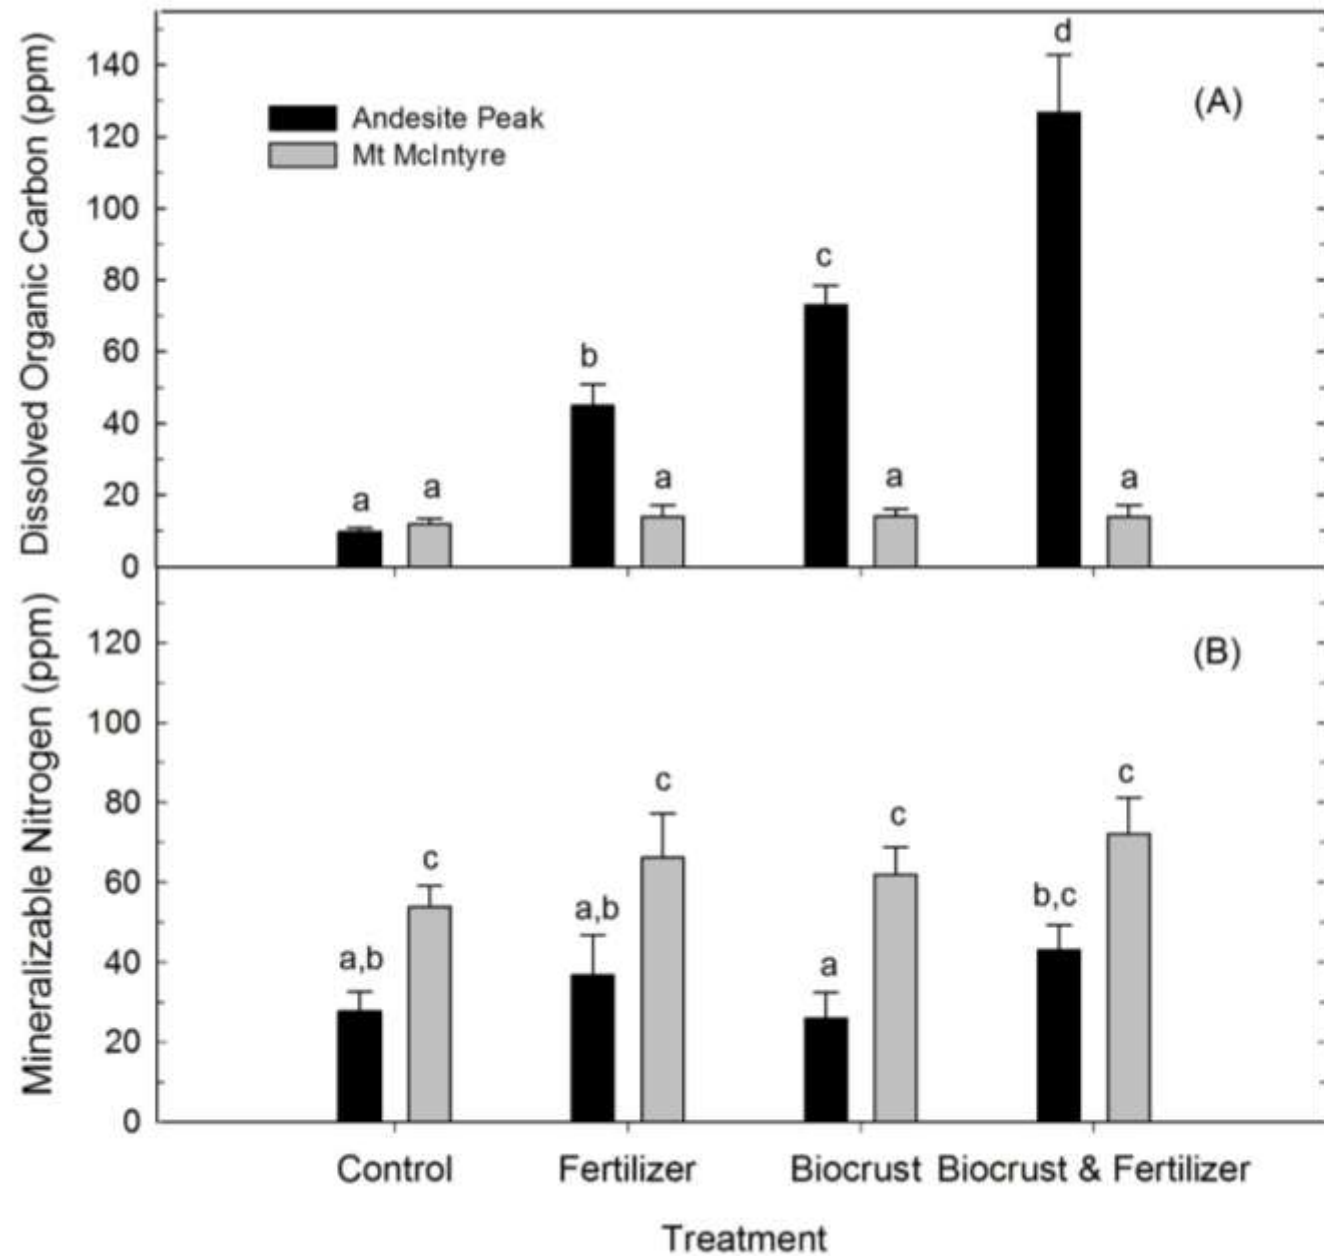 Dissolved Organic Carbon (ppm)
140
120
100
80
60
40
20
0
Andesite Peak
Mt McIntyre
(A)
a
a
b
a
c
a
d
a
Mineralizable Nitrogen (ppm)
120
100
80
60
40
20
0
(B)
a,b
c
a,b
c
a
c
b,c
c
Control
Fertilizer
Biocrust
Biocrust & Fertilizer
Treatment